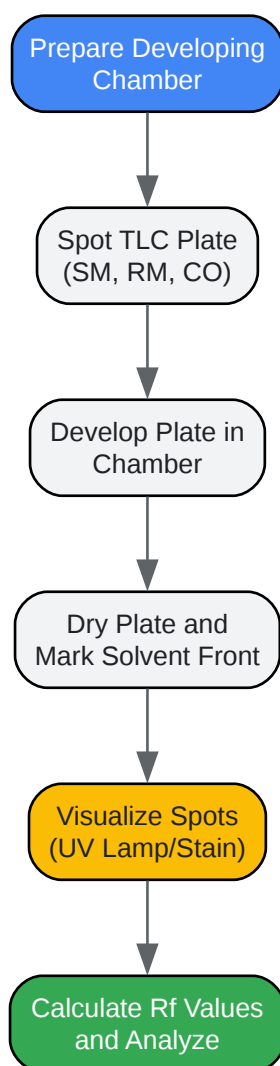 Prepare Developing
Chamber
Spot TLC Plate
(SM, RM, CO)
Develop Plate in
Chamber
Dry Plate and
Mark Solvent Front
Visualize Spots
(UV Lamp/Stain)
Calculate Rf Values
and Analyze